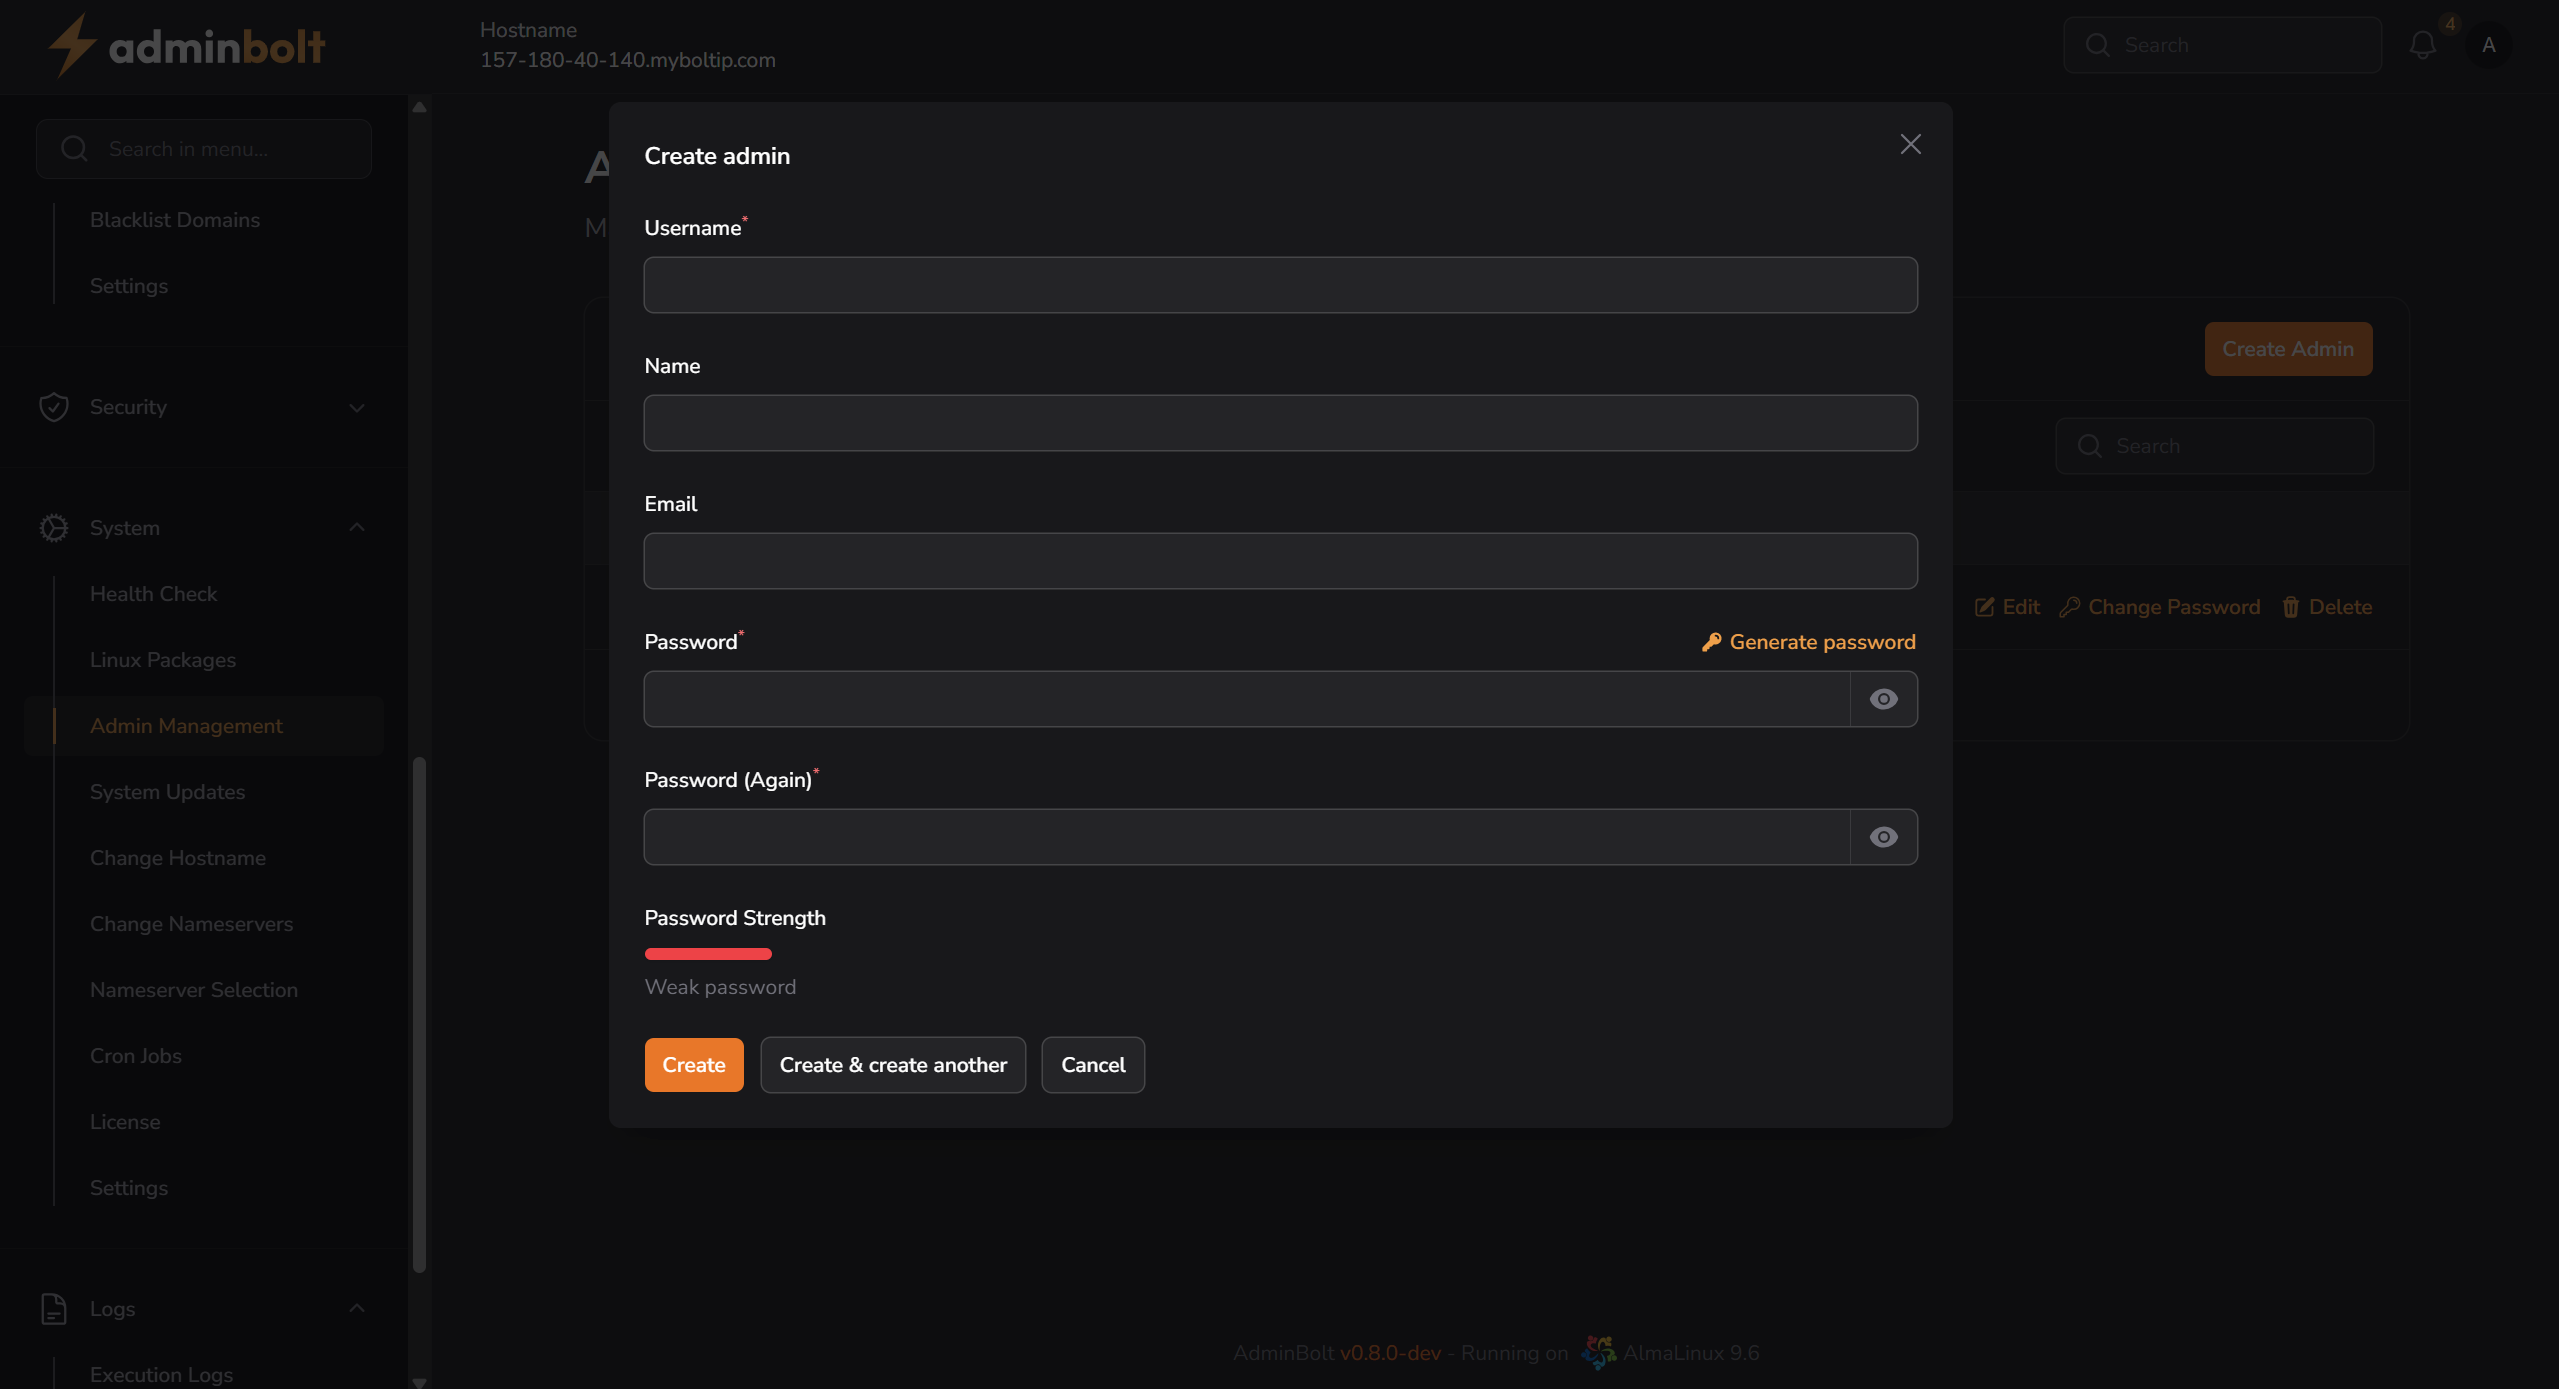 adminbolt
Hostname
157-180-40-140.myboltip.com
Search
4
A
Search in menu...
Blacklist Domains
Settings
Security
System
Health Check
Linux Packages
Admin Management
System Updates
Change Hostname
Change Nameservers
Nameserver Selection
Cron Jobs
License
Settings
Logs
Execution Logs
A
M
Create Admin
Search
Edit Change Password Delete
Create admin
Username*
Name
Email
Password* Generate password
Password (Again)*
Password Strength
Weak password
Create Create & create another Cancel
AdminBolt v0.8.0-dev - Running on AlmaLinux 9.6